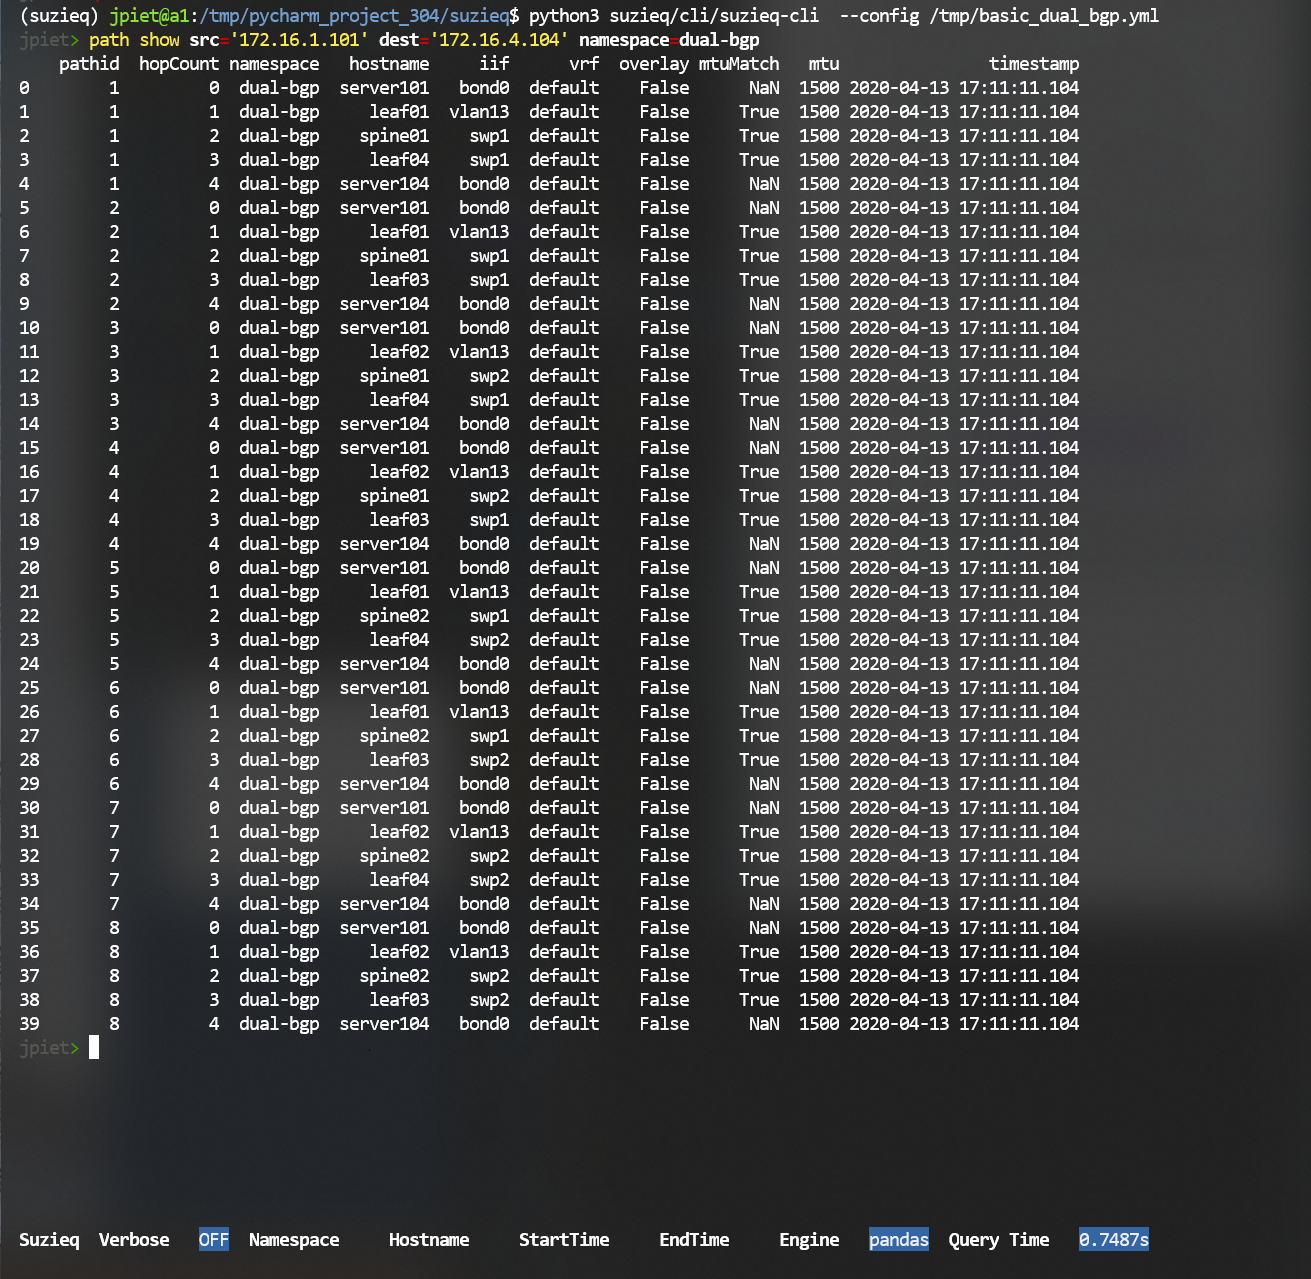 (suzieq) jpiet@a1:/tmp/pycharm_project_304/suzieq$ python3 suzieq/cli/suzieq-cli --config /tmp/basic_dual_bgp.yml
jpiet> path show src='172.16.1.101' dest='172.16.4.104' namespace=dual-bgp
pathid hopCount namespace hostname iif vrf overlay mtuMatch mtu timestamp
0 1 0 dual-bgp server101 bond0 default False NaN 1500 2020-04-13 17:11:11.104
1 1 1 dual-bgp leaf01 vlan13 default False True 1500 2020-04-13 17:11:11.104
2 1 2 dual-bgp spine01 swp1 default False True 1500 2020-04-13 17:11:11.104
3 1 3 dual-bgp leaf04 swp1 default False True 1500 2020-04-13 17:11:11.104
4 1 4 dual-bgp server104 bond0 default False NaN 1500 2020-04-13 17:11:11.104
5 2 0 dual-bgp server101 bond0 default False NaN 1500 2020-04-13 17:11:11.104
6 2 1 dual-bgp leaf01 vlan13 default False True 1500 2020-04-13 17:11:11.104
7 2 2 dual-bgp spine01 swp1 default False True 1500 2020-04-13 17:11:11.104
8 2 3 dual-bgp leaf03 swp1 default False True 1500 2020-04-13 17:11:11.104
9 2 4 dual-bgp server104 bond0 default False NaN 1500 2020-04-13 17:11:11.104
10 3 0 dual-bgp server101 bond0 default False NaN 1500 2020-04-13 17:11:11.104
11 3 1 dual-bgp leaf02 vlan13 default False True 1500 2020-04-13 17:11:11.104
12 3 2 dual-bgp spine01 swp2 default False True 1500 2020-04-13 17:11:11.104
13 3 3 dual-bgp leaf04 swp1 default False True 1500 2020-04-13 17:11:11.104
14 3 4 dual-bgp server104 bond0 default False NaN 1500 2020-04-13 17:11:11.104
15 4 0 dual-bgp server101 bond0 default False NaN 1500 2020-04-13 17:11:11.104
16 4 1 dual-bgp leaf02 vlan13 default False True 1500 2020-04-13 17:11:11.104
17 4 2 dual-bgp spine01 swp2 default False True 1500 2020-04-13 17:11:11.104
18 4 3 dual-bgp leaf03 swp1 default False True 1500 2020-04-13 17:11:11.104
19 4 4 dual-bgp server104 bond0 default False NaN 1500 2020-04-13 17:11:11.104
20 5 0 dual-bgp server101 bond0 default False NaN 1500 2020-04-13 17:11:11.104
21 5 1 dual-bgp leaf01 vlan13 default False True 1500 2020-04-13 17:11:11.104
22 5 2 dual-bgp spine02 swp1 default False True 1500 2020-04-13 17:11:11.104
23 5 3 dual-bgp leaf04 swp2 default False True 1500 2020-04-13 17:11:11.104
24 5 4 dual-bgp server104 bond0 default False NaN 1500 2020-04-13 17:11:11.104
25 6 0 dual-bgp server101 bond0 default False NaN 1500 2020-04-13 17:11:11.104
26 6 1 dual-bgp leaf01 vlan13 default False True 1500 2020-04-13 17:11:11.104
27 6 2 dual-bgp spine02 swp1 default False True 1500 2020-04-13 17:11:11.104
28 6 3 dual-bgp leaf03 swp2 default False True 1500 2020-04-13 17:11:11.104
29 6 4 dual-bgp server104 bond0 default False NaN 1500 2020-04-13 17:11:11.104
30 7 0 dual-bgp server101 bond0 default False NaN 1500 2020-04-13 17:11:11.104
31 7 1 dual-bgp leaf02 vlan13 default False True 1500 2020-04-13 17:11:11.104
32 7 2 dual-bgp spine02 swp2 default False True 1500 2020-04-13 17:11:11.104
33 7 3 dual-bgp leaf04 swp2 default False True 1500 2020-04-13 17:11:11.104
34 7 4 dual-bgp server104 bond0 default False NaN 1500 2020-04-13 17:11:11.104
35 8 0 dual-bgp server101 bond0 default False NaN 1500 2020-04-13 17:11:11.104
36 8 1 dual-bgp leaf02 vlan13 default False True 1500 2020-04-13 17:11:11.104
37 8 2 dual-bgp spine02 swp2 default False True 1500 2020-04-13 17:11:11.104
38 8 3 dual-bgp leaf03 swp2 default False True 1500 2020-04-13 17:11:11.104
39 8 4 dual-bgp server104 bond0 default False NaN 1500 2020-04-13 17:11:11.104
jpiet>
Suzieq Verbose OFF Namespace Hostname StartTime EndTime Engine pandas Query Time 0.7487s